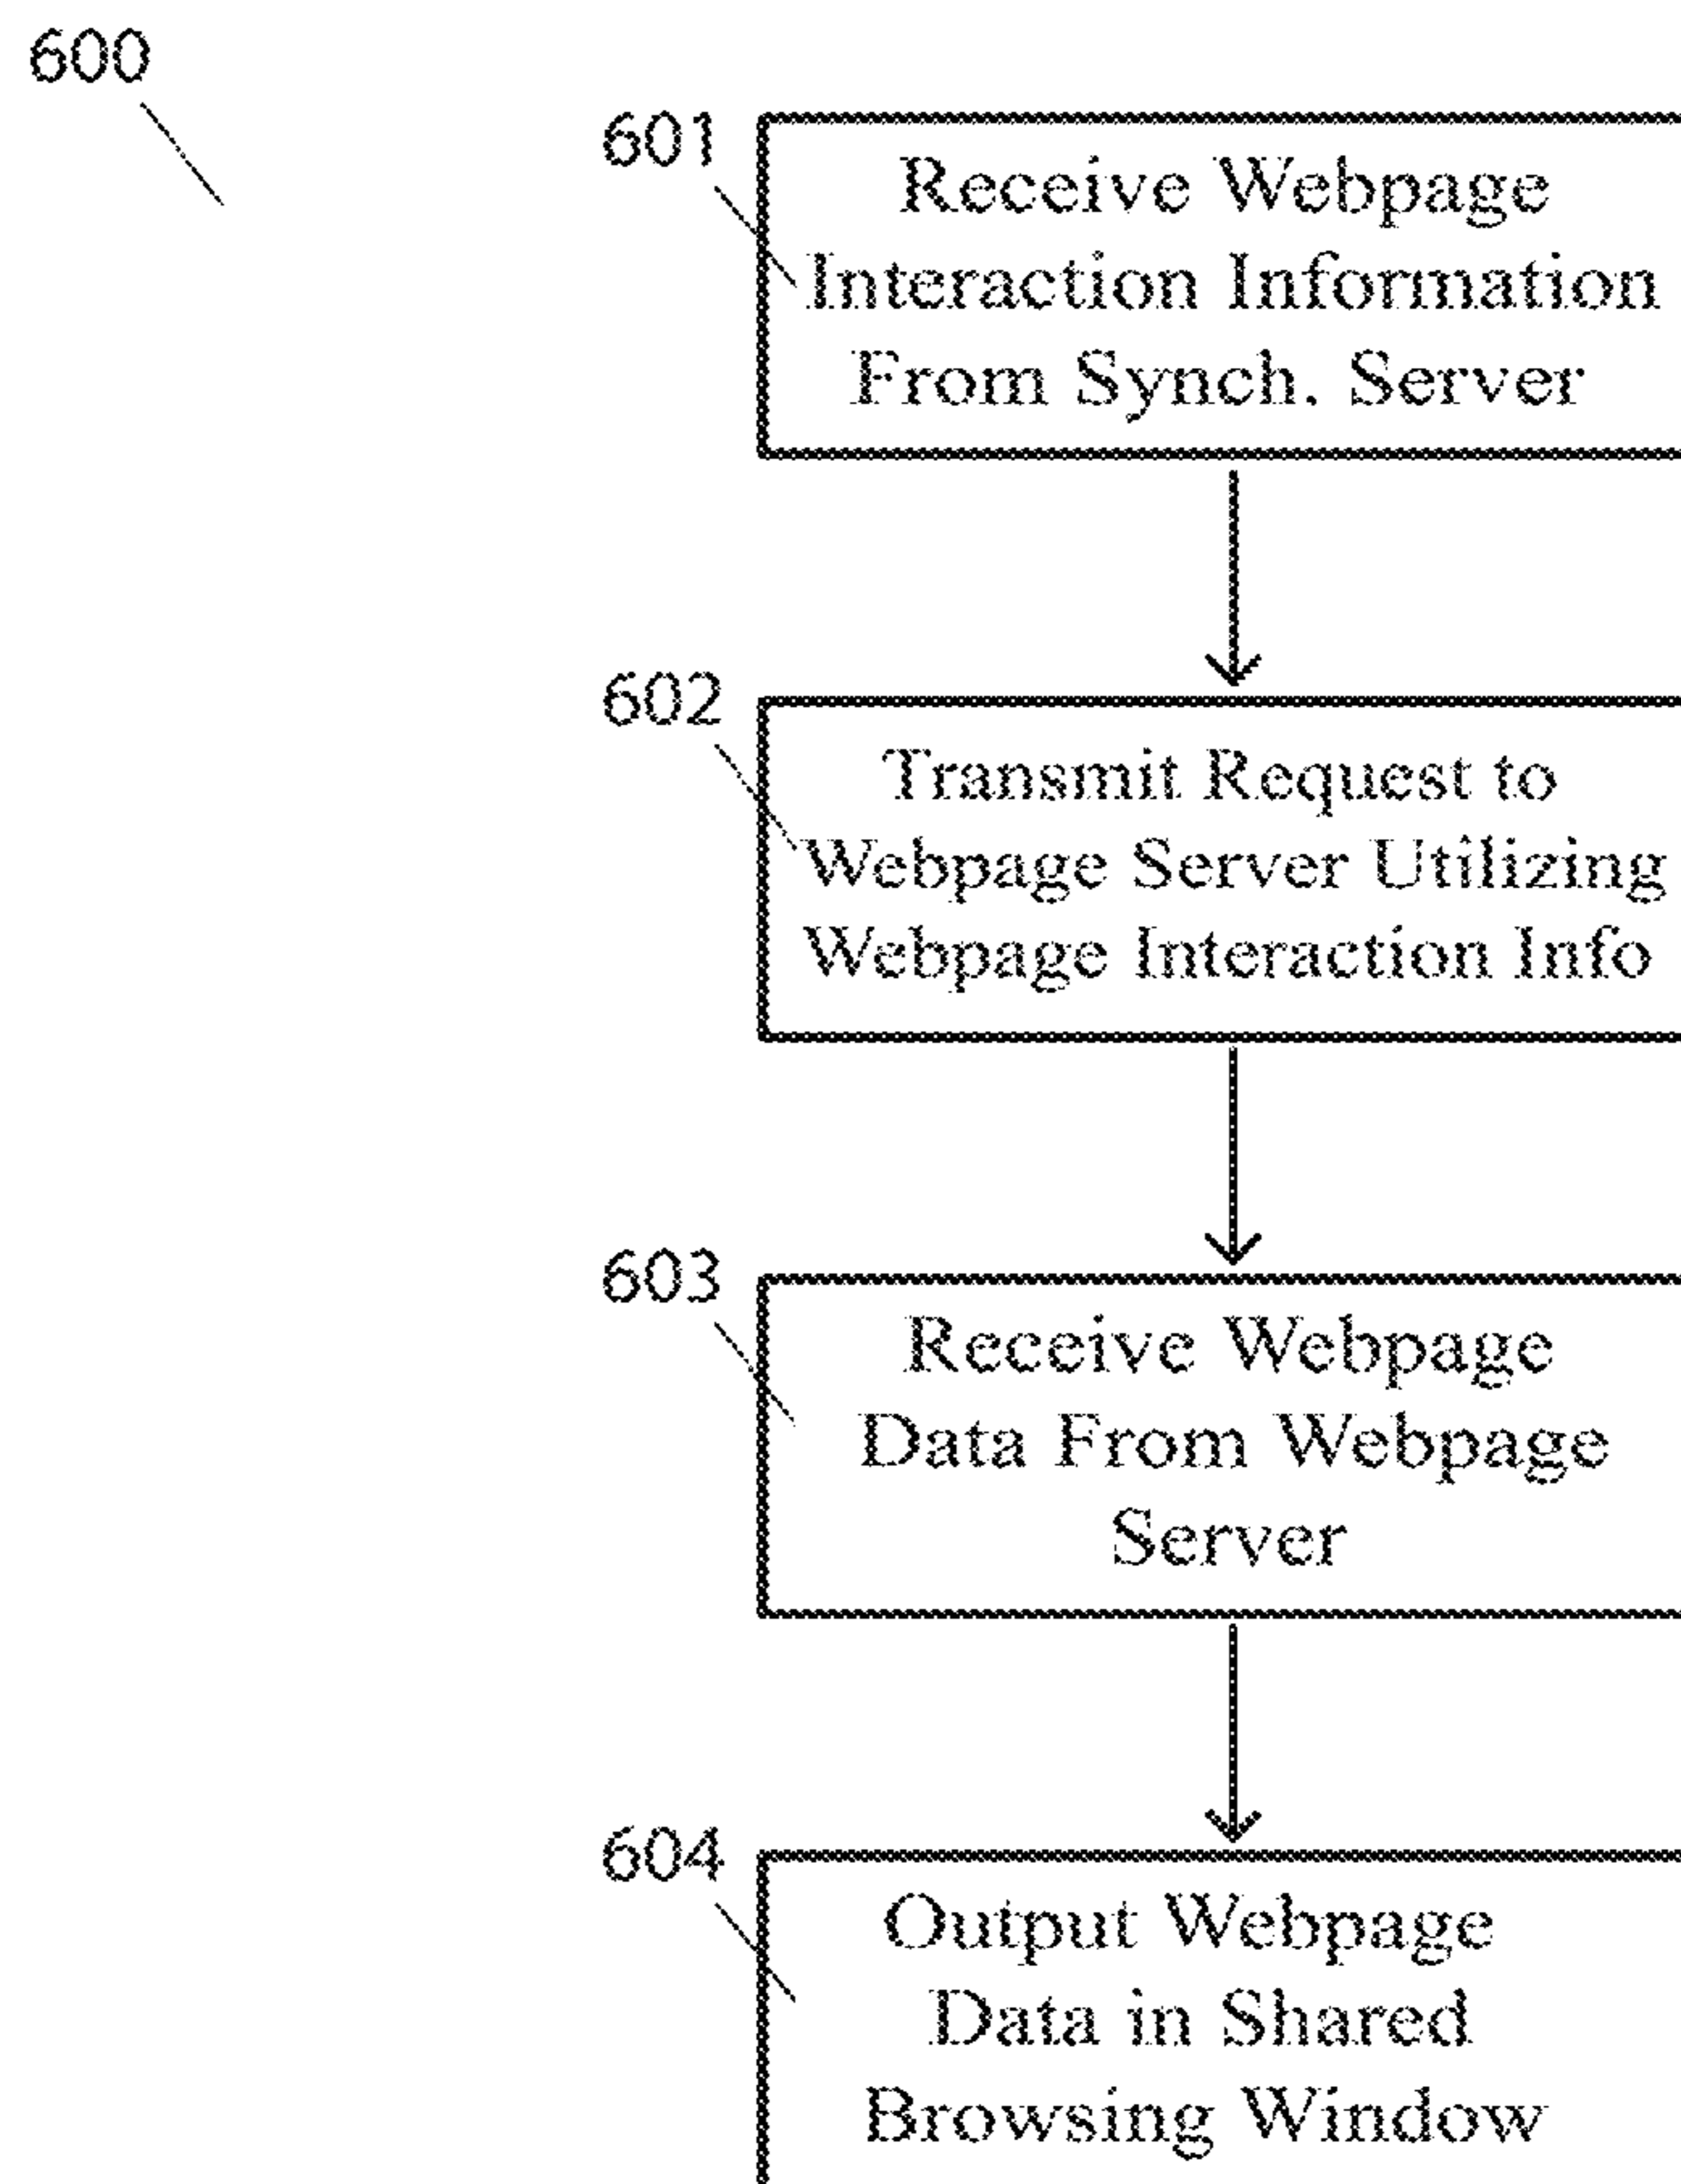 600
601
Receive Webpage
Interaction Information
From Synch. Server
602
Transmit Request to
Webpage Server Utilizing
Webpage Interaction Info
603
Receive Webpage
Data From Webpage
Server
604
Output Webpage
Data in Shared
Browsing Window